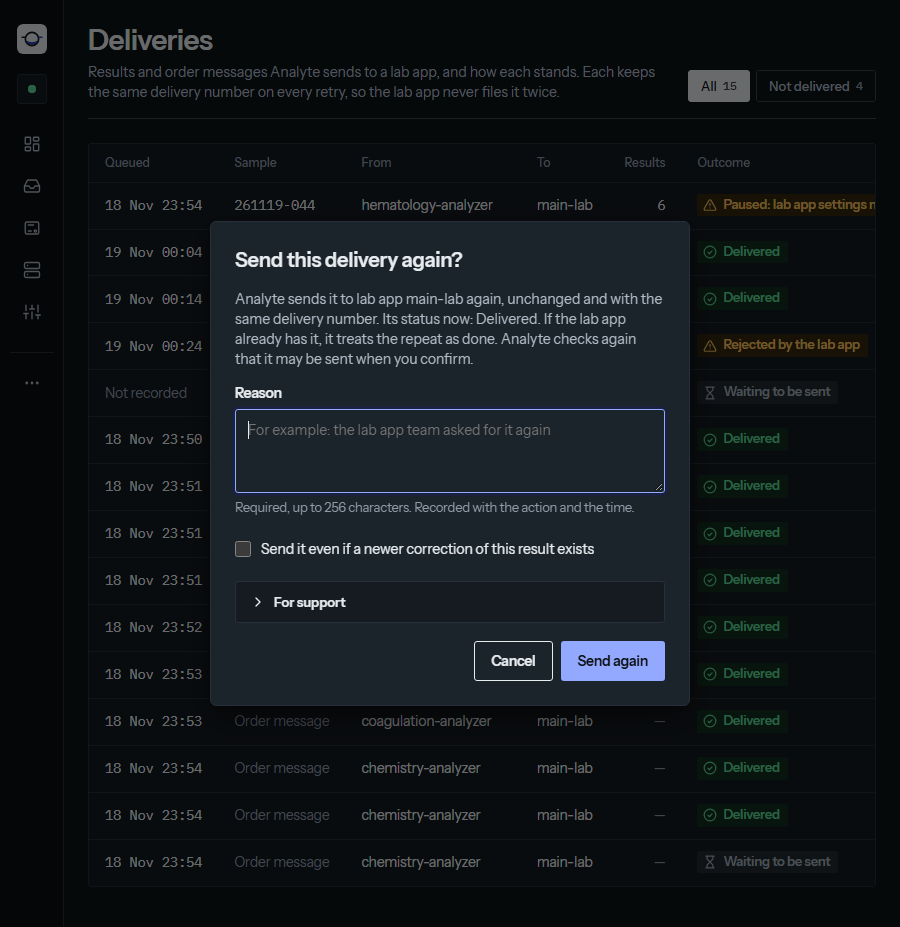 Deliveries
Results and order messages Analyte sends to a lab app, and how each stands. Each keeps
the same delivery number on every retry, so the lab app never files it twice.
All 15
Not delivered 4
Queued Sample From To Results Outcome
18 Nov 23:54 261119-044 hematology-analyzer main-lab 6 Paused: lab app settings
19 Nov 00:04 Delivered
19 Nov 00:14 Delivered
19 Nov 00:24 Rejected by the lab app
Not recorded Waiting to be sent
18 Nov 23:50 Delivered
18 Nov 23:51 Delivered
18 Nov 23:51 Delivered
18 Nov 23:51 Delivered
18 Nov 23:52 Delivered
18 Nov 23:53 Delivered
18 Nov 23:53 Order message coagulation-analyzer main-lab — Delivered
18 Nov 23:54 Order message chemistry-analyzer main-lab — Delivered
18 Nov 23:54 Order message chemistry-analyzer main-lab — Delivered
18 Nov 23:54 Order message chemistry-analyzer main-lab — Waiting to be sent
Send this delivery again?
Analyte sends it to lab app main-lab again, unchanged and with the
same delivery number. Its status now: Delivered. If the lab app
already has it, it treats the repeat as done. Analyte checks again
that it may be sent when you confirm.
Reason
For example: the lab app team asked for it again
Required, up to 256 characters. Recorded with the action and the time.
Send it even if a newer correction of this result exists
For support
Cancel
Send again